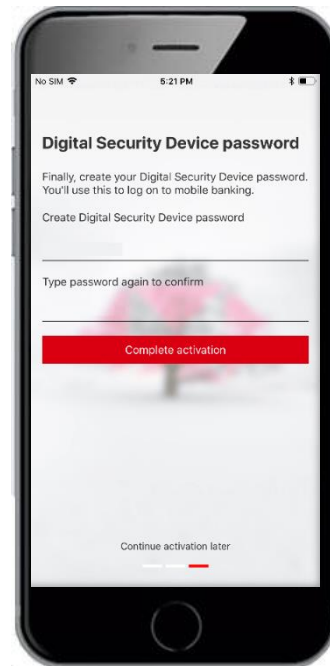 No SIM 5:21 PM
Digital Security Device password
Finally, create your Digital Security Device password.
You'll use this to log on to mobile banking.
Create Digital Security Device password
Type password again to confirm
Complete activation
Continue activation later